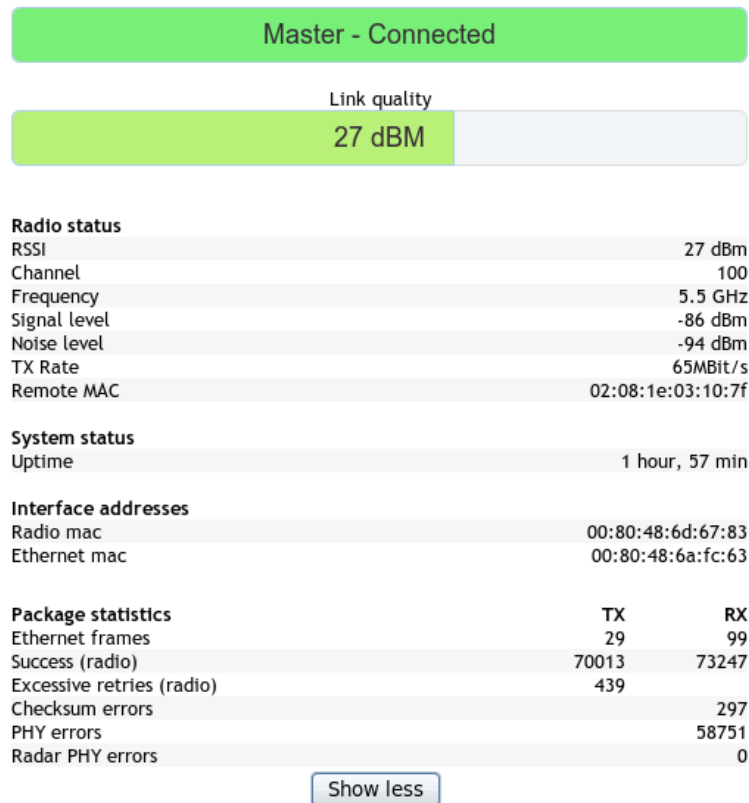 Master - Connected
Link quality
27 dBM
Radio status
RSSI 27 dBm
Channel 100
Frequency 5.5 GHz
Signal level -86 dBm
Noise level -94 dBm
TX Rate 65MBit/s
Remote MAC 02:08:1e:03:10:7f
System status
Uptime 1 hour, 57 min
Interface addresses
Radio mac 00:80:48:6d:67:83
Ethernet mac 00:80:48:6a:fc:63
Package statistics TX RX
Ethernet frames 29 99
Success (radio) 70013 73247
Excessive retries (radio) 439
Checksum errors 297
PHY errors 58751
Radar PHY errors 0
Show less